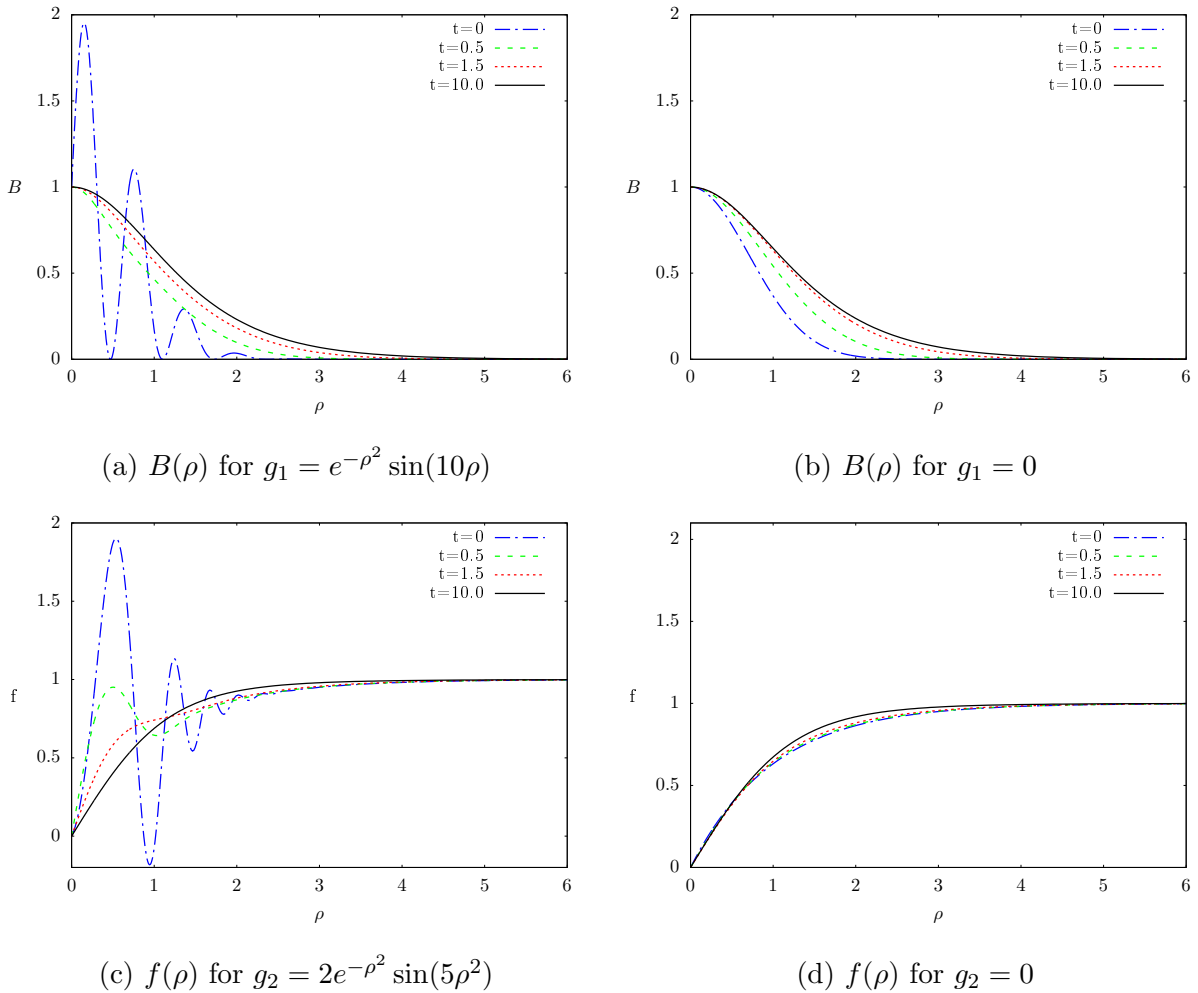 2
1.5
1
0.5
0
B
t=0
t=0.5
t=1.5
t=10.0
0 1 2 3 4 5 6
ρ
(a) B(ρ) for g₁ = e^{−ρ²} sin(10ρ)
2
1.5
1
0.5
0
B
t=0
t=0.5
t=1.5
t=10.0
0 1 2 3 4 5 6
ρ
(b) B(ρ) for g₁ = 0
2
1.5
1
0.5
0
f
t=0
t=0.5
t=1.5
t=10.0
0 1 2 3 4 5 6
ρ
(c) f(ρ) for g₂ = 2e^{−ρ²} sin(5ρ²)
2
1.5
1
0.5
0
f
t=0
t=0.5
t=1.5
t=10.0
0 1 2 3 4 5 6
ρ
(d) f(ρ) for g₂ = 0